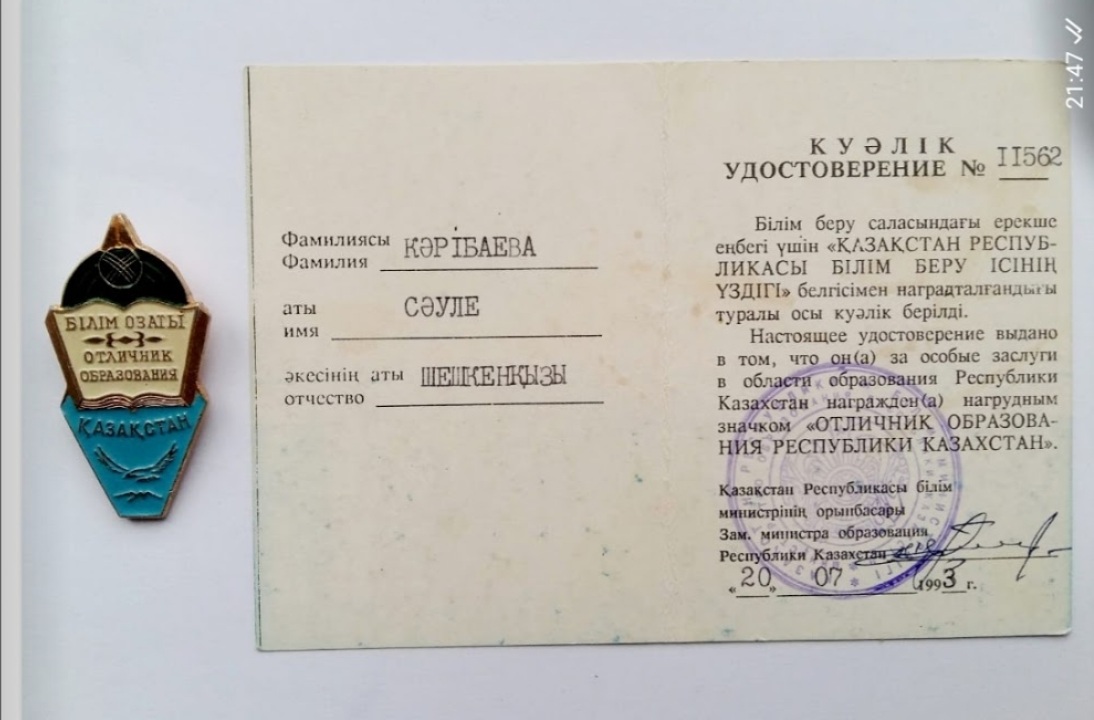 21:47
БІЛІМ ОЗАТЫ
ОТЛИЧНИК
ОБРАЗОВАНИЯ
ҚАЗАҚСТАН
Фамилиясы
Фамилия
КӘРІБАЕВА
аты
имя
СӘУЛЕ
әкесінің аты
отчество
ШЕШКЕНҚЫЗЫ
КУӘЛІК
УДОСТОВЕРЕНИЕ № II562
Білім беру саласындағы ерекше
еңбегі үшін «ҚАЗАҚСТАН РЕСПУБ-
ЛИКАСЫ БІЛІМ БЕРУ ІСІНІҢ
ҮЗДІГІ» белгісімен наградталғандығы
туралы осы куәлік берілді.
Настоящее удостоверение выдано
в том, что он(а) за особые заслуги
в области образования Республики
Казахстан награжден(а) нагрудным
значком «ОТЛИЧНИК ОБРАЗОВА-
НИЯ РЕСПУБЛИКИ КАЗАХСТАН».
Қазақстан Республикасы білім
министрінің орынбасары
Зам. министра образования
Республики Казахстан
«20» 07 1993 г.